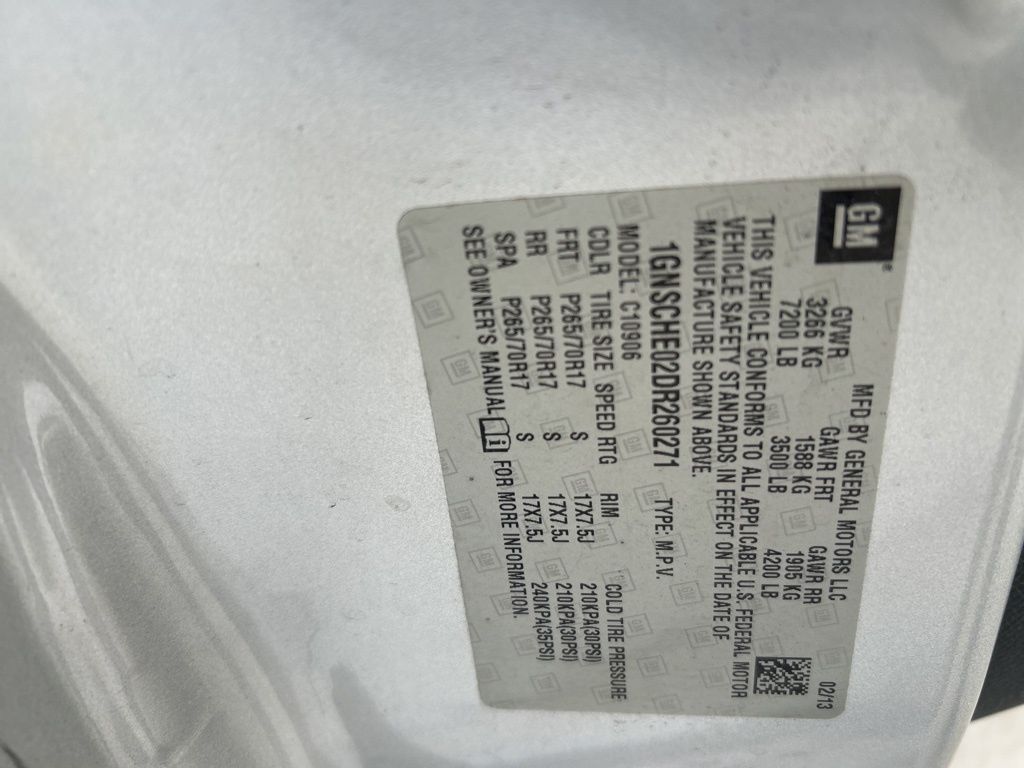 GM®
MFD BY GENERAL MOTORS LLC 02/13
GVWR GAWR FRT GAWR RR
3266 KG 1588 KG 1905 KG
7200 LB 3500 LB 4200 LB
THIS VEHICLE CONFORMS TO ALL APPLICABLE U.S. FEDERAL MOTOR
VEHICLE SAFETY STANDARDS IN EFFECT ON THE DATE OF
MANUFACTURE SHOWN ABOVE.
1GNSCHE02DR260271 TYPE: M.P.V.
MODEL: C10906
CDLR TIRE SIZE SPEED RTG RIM COLD TIRE PRESSURE
FRT P265/70R17 S 17X7.5J 210KPA(30PSI)
RR P265/70R17 S 17X7.5J 210KPA(30PSI)
SPA P265/70R17 S 17X7.5J 240KPA(35PSI)
SEE OWNER'S MANUAL i FOR MORE INFORMATION.